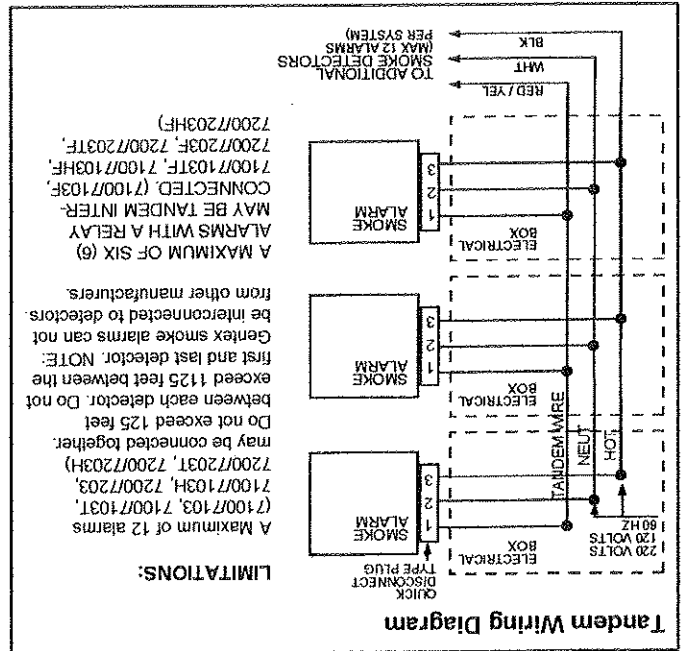 Tandem Wiring Diagram
QUICK
DISCONNECT
TYPE PLUG
LIMITATIONS:
A Maximum of 12 alarms
(7100/7103, 7100/7103T,
7100/7103H, 7200/7203,
7200/7203T, 7200/7203H)
may be connected together.
Do not exceed 125 feet
between each detector. Do not
exceed 1125 feet between the
first and last detector. NOTE:
Gentex smoke alarms can not
be interconnected to detectors
from other manufacturers.
A MAXIMUM OF SIX (6)
ALARMS WITH A RELAY
MAY BE TANDEM INTER-
CONNECTED. (7100/7103F,
7100/7103TF, 7100/7103HF,
7200/7203F, 7200/7203TF,
7200/7203HF)
220 VOLTS
120 VOLTS
60 HZ
HOT
NEUT
TANDEM WIRE
ELECTRICAL
BOX
1
2
3
SMOKE
ALARM
ELECTRICAL
BOX
1
2
3
SMOKE
ALARM
ELECTRICAL
BOX
1
2
3
SMOKE
ALARM
RED / YEL
WHT
BLK
TO ADDITIONAL
SMOKE DETECTORS
(MAX 12 ALARMS
PER SYSTEM)